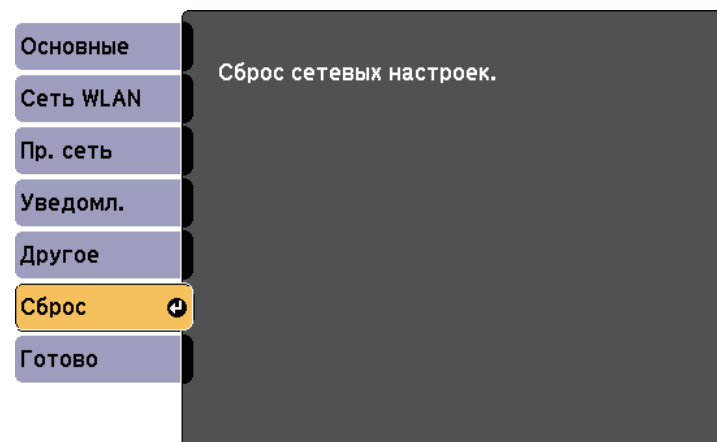 Основные
Сеть WLAN
Пр. сеть
Уведомл.
Другое
Сброс
Готово
Сброс сетевых настроек.